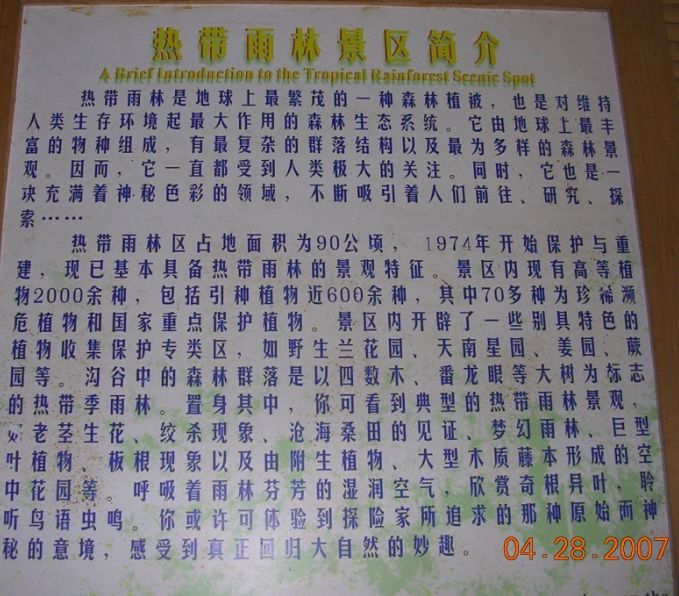 热带雨林景区简介
A Brief Introduction to the Tropical Rainforest Scenic Spot
热带雨林是地球上最繁茂的一种森林植被，也是对维持
人类生存环境起最大作用的森林生态系统。它由地球上最丰
富的物种组成，有最复杂的群落结构以及最为多样的森林景
观。因而，它一直都受到人类极大的关注。同时，它也是一
块充满着神秘色彩的领域，不断吸引着人们前往、研究、探
索……
热带雨林区占地面积为90公顷，1974年开始保护与重
建，现已基本具备热带雨林的景观特征。景区内现有高等植
物2000余种，包括引种植物近600余种，其中70多种为珍稀濒
危植物和国家重点保护植物。景区内开辟了一些别具特色的
植物收集保护专类区，如野生兰花园、天南星园、姜园、蕨
园等。沟谷中的森林群落是以四数木、番龙眼等大树为标志
的热带季雨林。置身其中，你可看到典型的热带雨林景观，
老茎生花、绞杀现象、沧海桑田的见证、梦幻雨林、巨型
叶植物、板根现象以及由附生植物、大型木质藤本形成的空
中花园等。呼吸着雨林芬芳的湿润空气，欣赏奇根异叶，聆
听鸟语虫鸣。你或许可体验到探险家所追求的那种原始而神
秘的意境，感受到真正回归大自然的妙趣。
04.28.2007